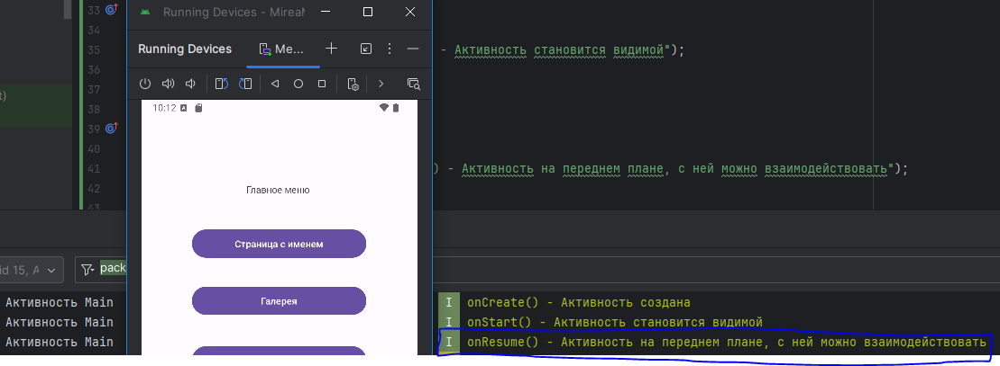 Running Devices - MireaM
33
34
- Активность становится видимой");
35
Running Devices
Me...
36
37
t)
38
10:12
39
40
) - Активность на переднем плане, с ней можно взаимодействовать");
41
42
Главное меню
43
Страница с именем
id 15, A
pack
Галерея
Активность Main
I onCreate() - Активность создана
Активность Main
I onStart() - Активность становится видимой
Активность Main
I onResume() - Активность на переднем плане, с ней можно взаимодействовать